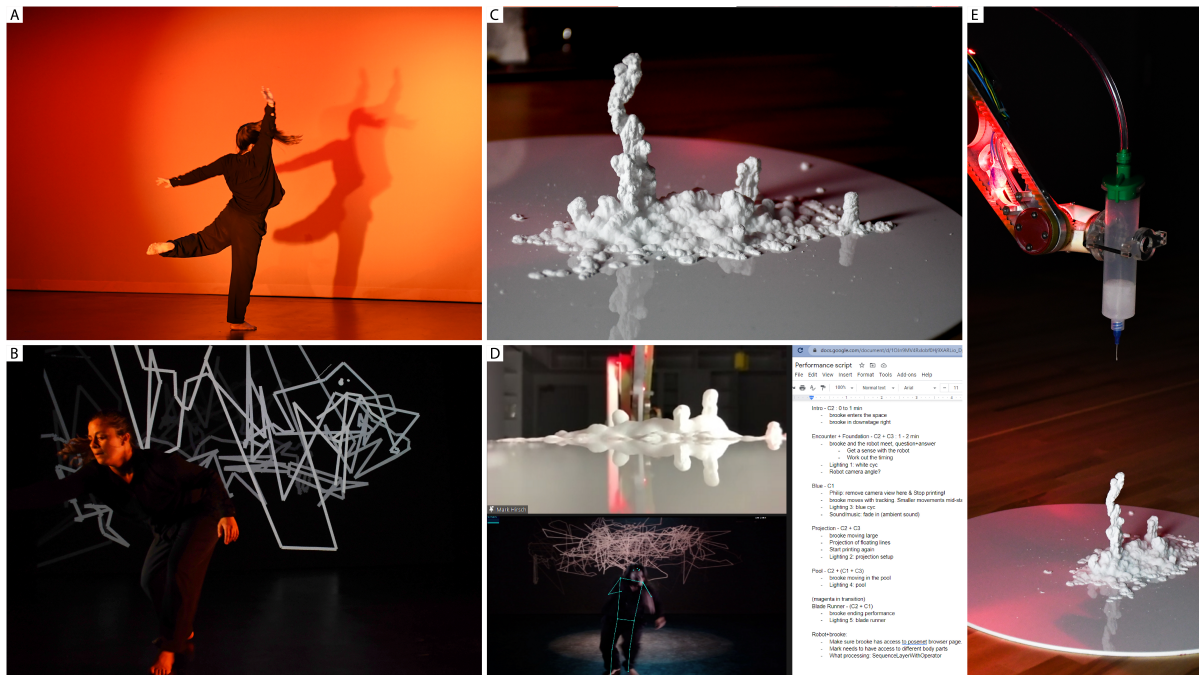 A
B
C
D
E
Mark Hirsch
Performance script
File Edit View Insert Format Tools Add-ons Help
100% Normal text Arial 11
Intro - C2 : 0 to 1 min
- brooke enters the space
- brooke in downstage right
Encounter + Foundation - C2 + C3 : 1 - 2 min
- brooke and the robot meet, question+answer
- Get a sense with the robot
- Work out the timing
- Lighting 1: white cyc
- Robot camera angle?
Blue - C1
- Philip: remove camera view here & Stop printing!
- brooke moves with tracking. Smaller movements mid-sta
- Lighting 3: blue cyc
- Sound/music: fade in (ambient sound)
Projection - C2 + C3
- brooke moving large
- Projection of floating lines
- Start printing again
- Lighting 2: projection setup
Pool - C2 + (C1 + C3)
- brooke moving in the pool
- Lighting 4: pool
(magenta in transition)
Blade Runner - (C2 + C1)
- brooke ending performance
- Lighting 5: blade runner
Robot+brooke:
- Make sure brooke has access to posenet browser page
- Mark needs to have access to different body parts
- What processing: SequenceLayerWithOperator